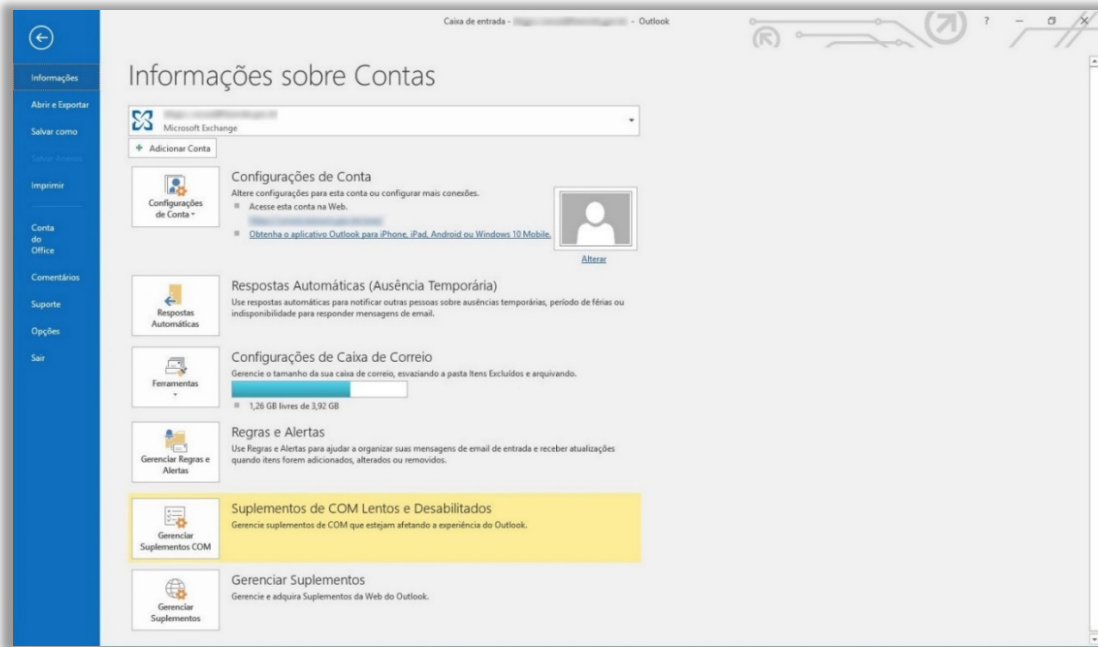 Caixa de entrada - - Outlook
?
Informações
Abrir e Exportar
Salvar como
Salvar Anexos
Imprimir
Conta
do
Office
Comentários
Suporte
Opções
Sair
Informações sobre Contas
Microsoft Exchange
Adicionar Conta
Configurações
de Conta
Configurações de Conta
Altere configurações para esta conta ou configurar mais conexões.
Acesse esta conta na Web.
Obtenha o aplicativo Outlook para iPhone, iPad, Android ou Windows 10 Mobile.
Alterar
Respostas
Automáticas
Respostas Automáticas (Ausência Temporária)
Use respostas automáticas para notificar outras pessoas sobre ausências temporárias, período de férias ou
indisponibilidade para responder mensagens de email.
Ferramentas
Configurações de Caixa de Correio
Gerencie o tamanho da sua caixa de correio, esvaziando a pasta Itens Excluídos e arquivando.
1,26 GB livres de 3,92 GB
Gerenciar Regras e
Alertas
Regras e Alertas
Use Regras e Alertas para ajudar a organizar suas mensagens de email de entrada e receber atualizações
quando itens forem adicionados, alterados ou removidos.
Gerenciar
Suplementos COM
Suplementos de COM Lentos e Desabilitados
Gerencie suplementos de COM que estejam afetando a experiência do Outlook.
Gerenciar
Suplementos
Gerenciar Suplementos
Gerencie e adquira Suplementos da Web do Outlook.